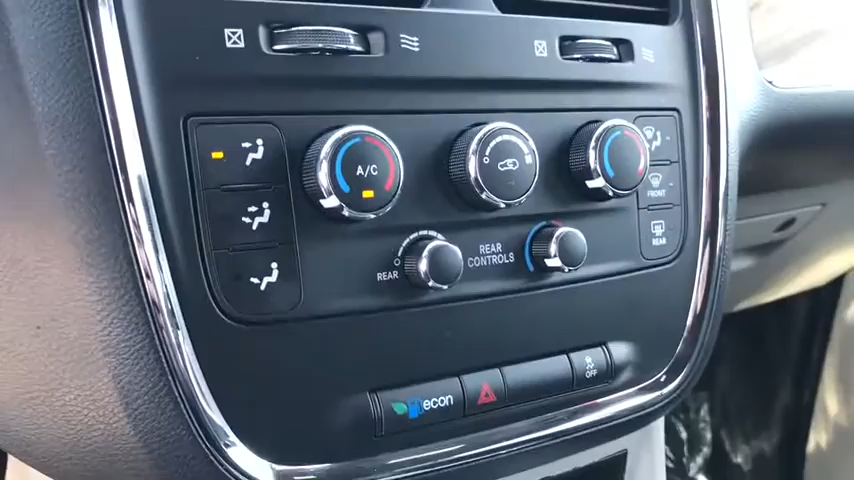 A/C
FRONT
REAR
REAR
REAR
CONTROLS
econ
OFF